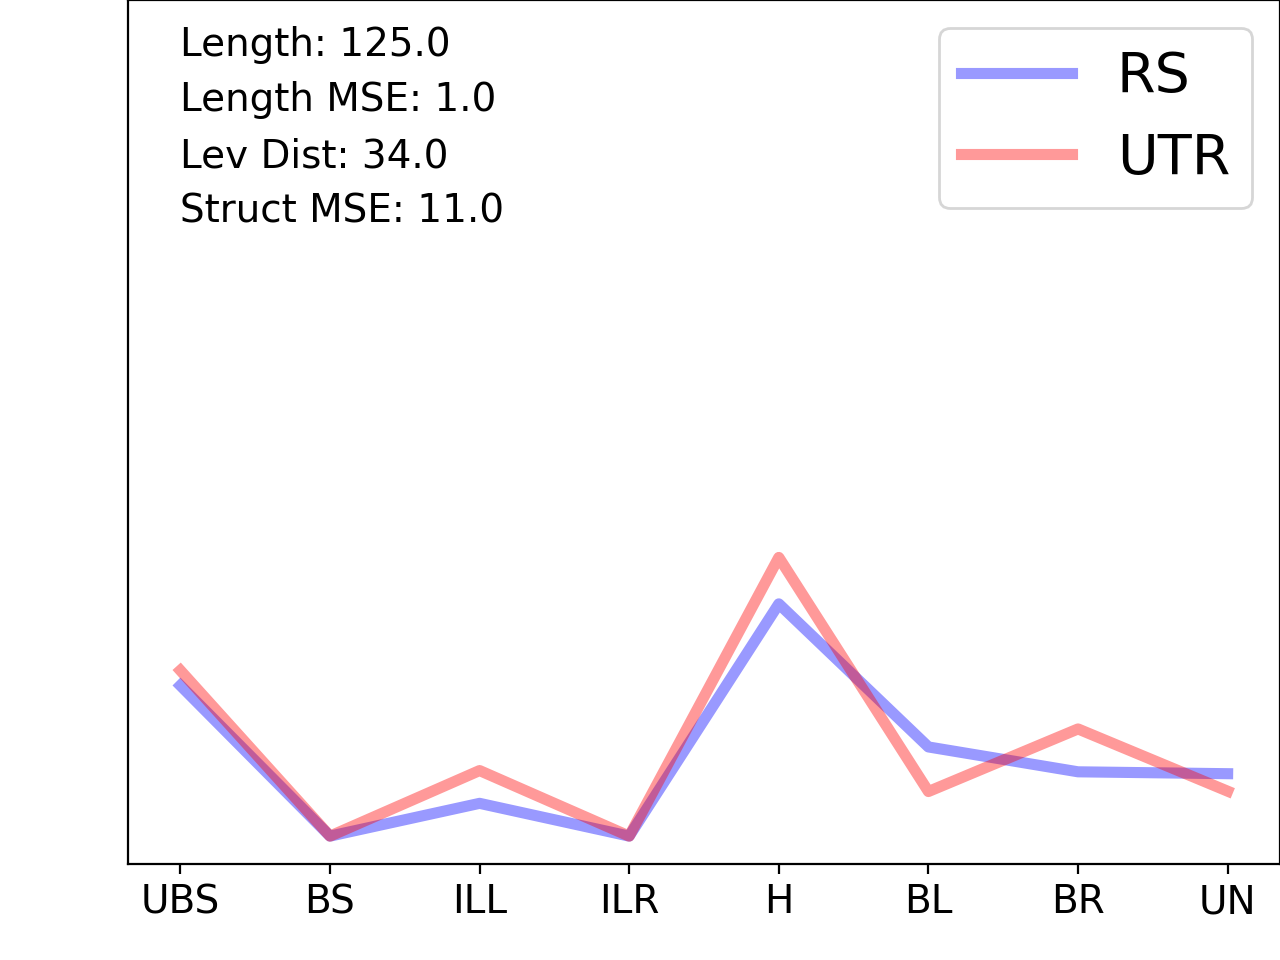 Length: 125.0
Length MSE: 1.0
Lev Dist: 34.0
Struct MSE: 11.0
RS
UTR
UBS BS ILL ILR H BL BR UN